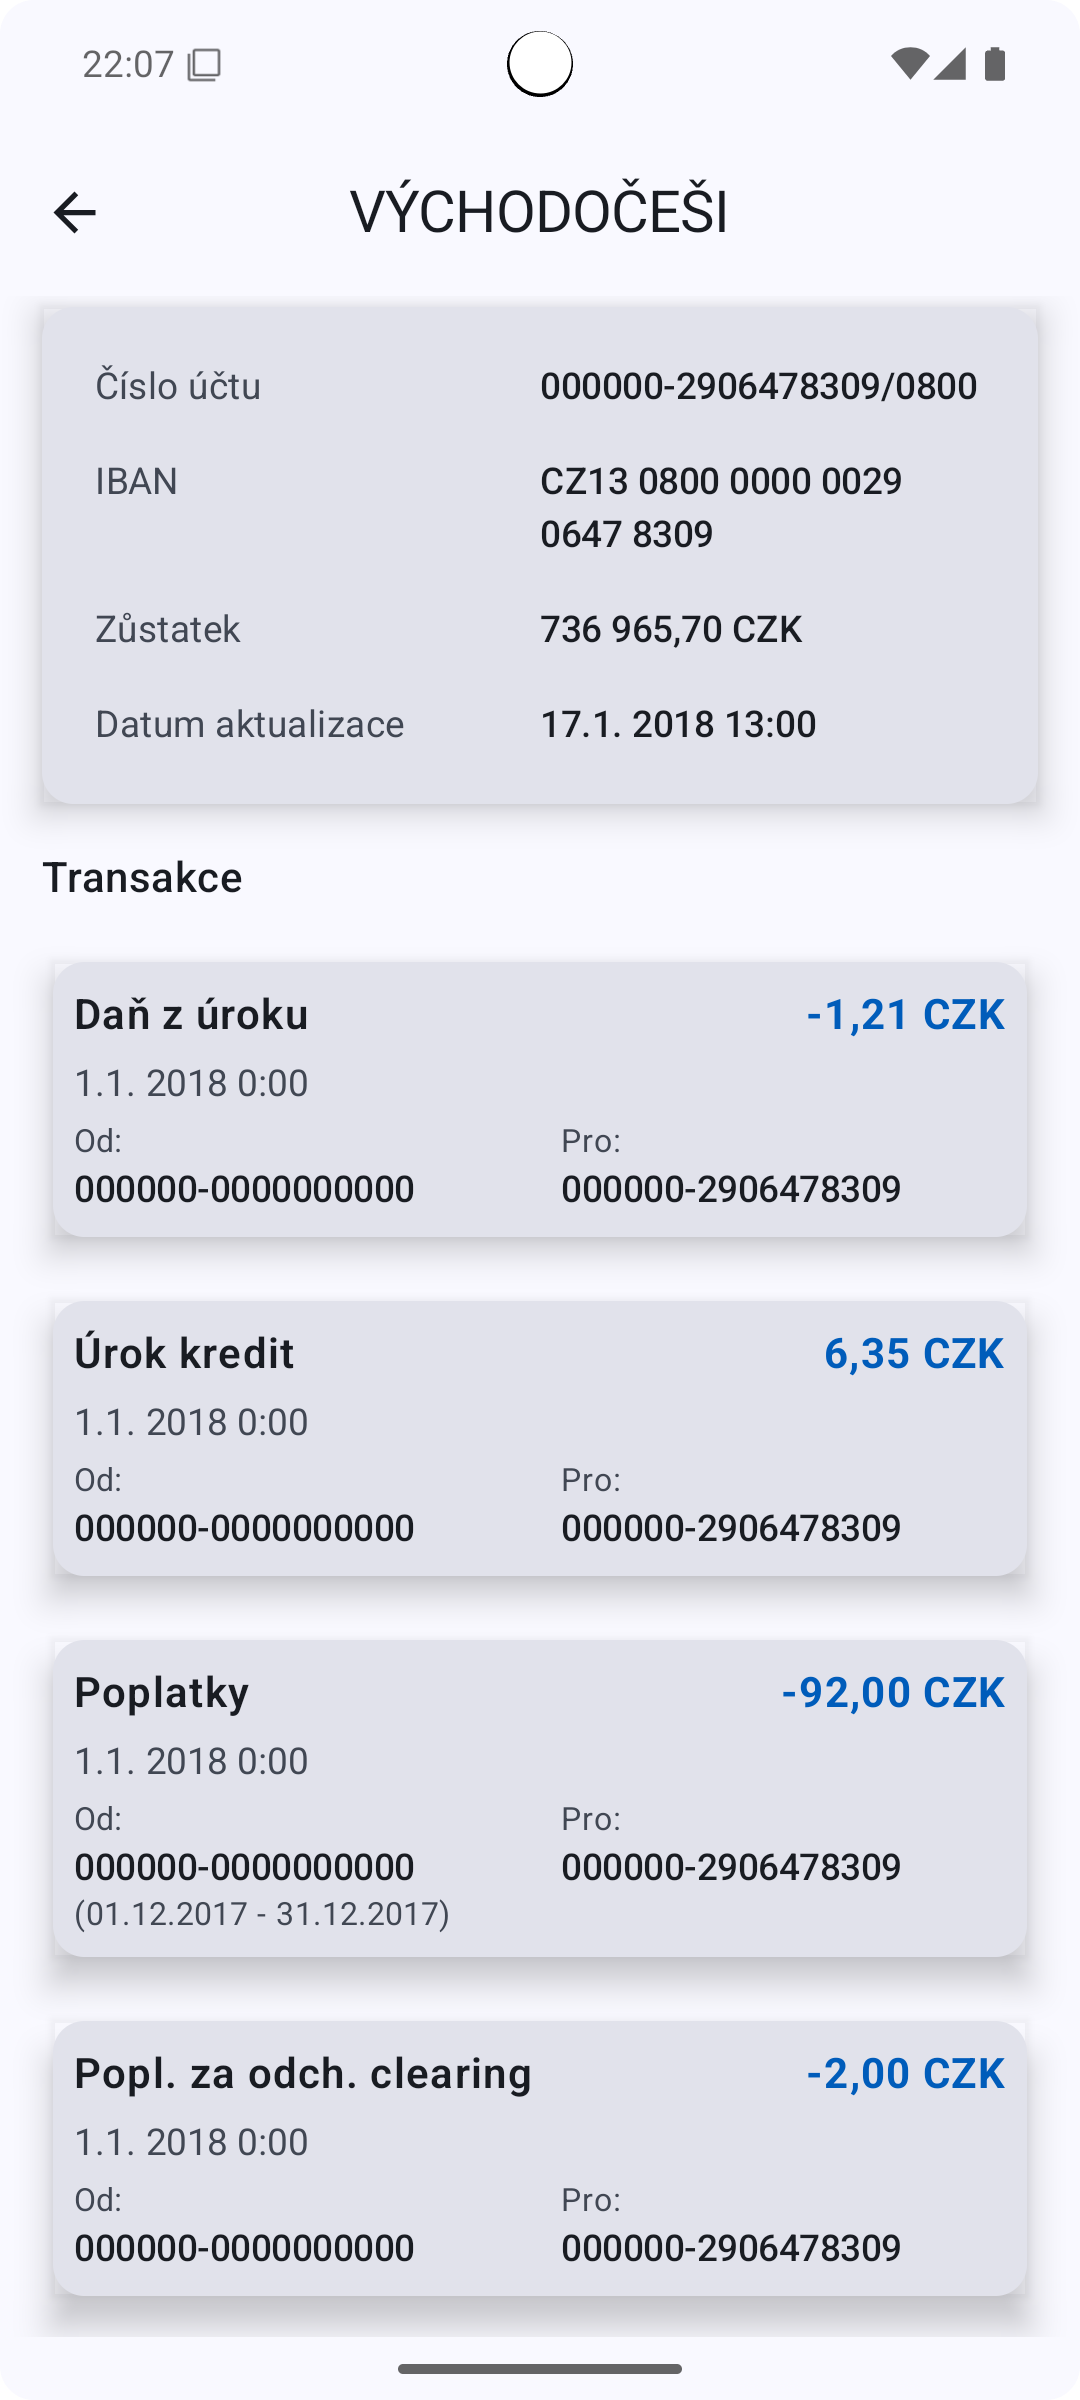 22:07
VÝCHODOČEŠI
Číslo účtu 000000-2906478309/0800
IBAN CZ13 0800 0000 0029
0647 8309
Zůstatek 736 965,70 CZK
Datum aktualizace 17.1. 2018 13:00
Transakce
Daň z úroku -1,21 CZK
1.1. 2018 0:00
Od: Pro:
000000-0000000000 000000-2906478309
Úrok kredit 6,35 CZK
1.1. 2018 0:00
Od: Pro:
000000-0000000000 000000-2906478309
Poplatky -92,00 CZK
1.1. 2018 0:00
Od: Pro:
000000-0000000000 000000-2906478309
(01.12.2017 - 31.12.2017)
Popl. za odch. clearing -2,00 CZK
1.1. 2018 0:00
Od: Pro:
000000-0000000000 000000-2906478309